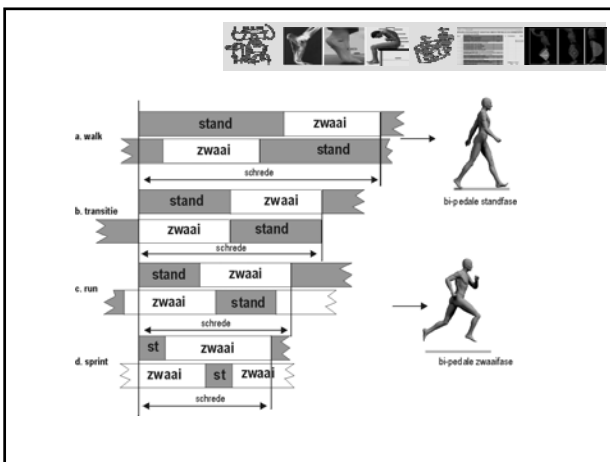 stand zwaai
a. walk
zwaai stand
schrede
bi-pedale standfase
stand zwaai
b. transitie
zwaai stand
schrede
stand zwaai
c. run
zwaai stand
schrede
bi-pedale zwaaifase
st zwaai
d. sprint
zwaai st zwaai
schrede